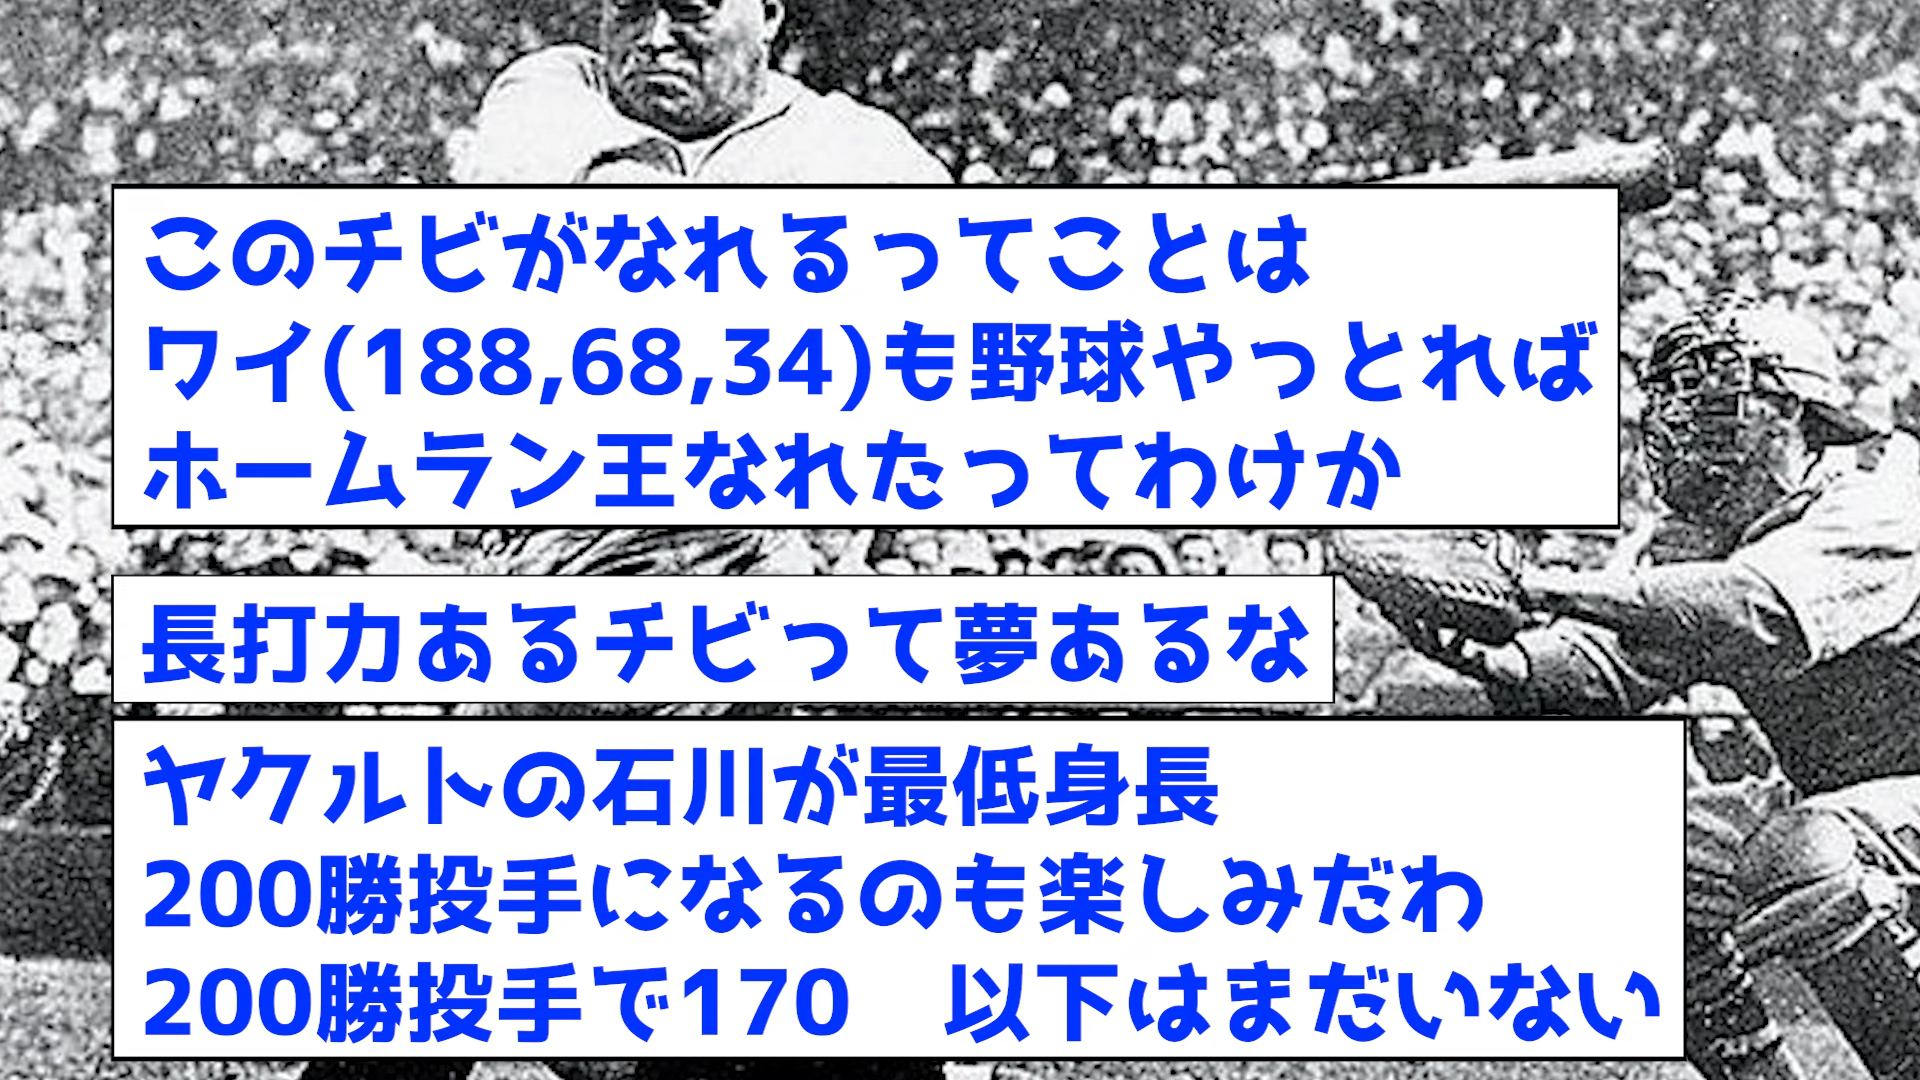 このチビがなれるってことは
ワイ(188,68,34)も野球やっとれば
ホームラン王なれたってわけか
長打力あるチビって夢あるな
ヤクルトの石川が最低身長
200勝投手になるのも楽しみだわ
200勝投手で170　以下はまだいない